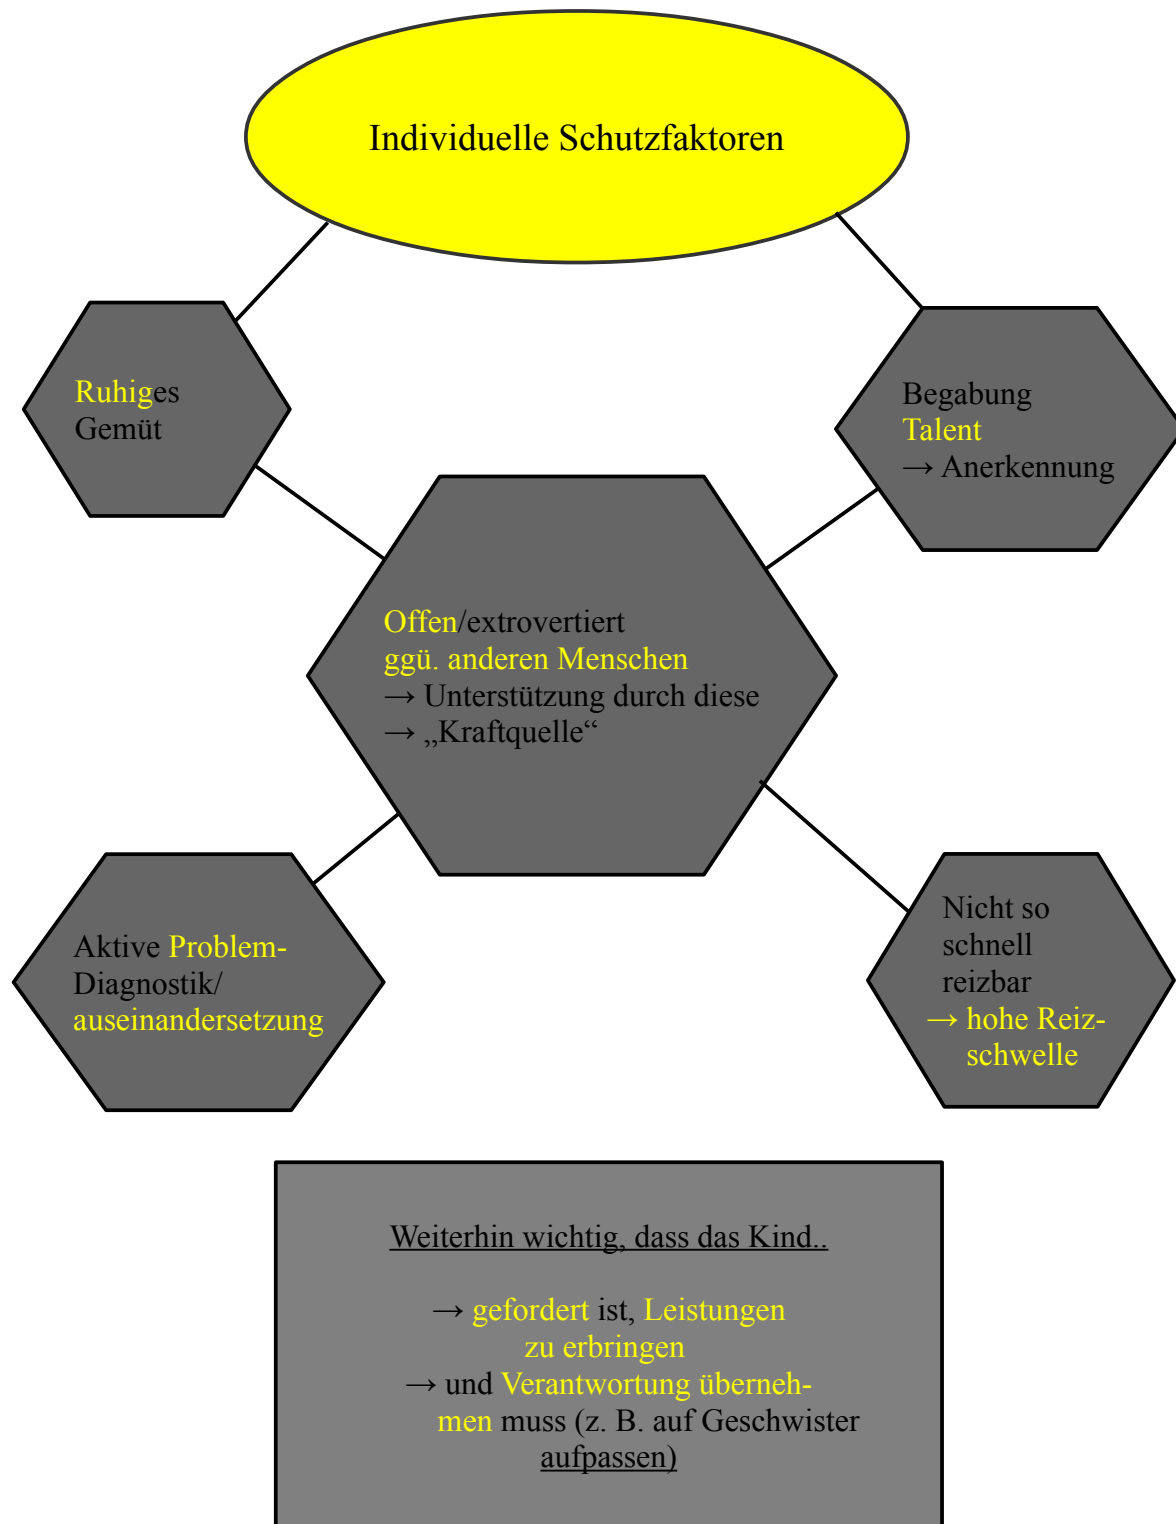 Individuelle Schutzfaktoren
Ruhiges
Gemüt
Begabung
Talent
→ Anerkennung
Offen/extrovertiert
ggü. anderen Menschen
→ Unterstützung durch diese
→ „Kraftquelle“
Aktive Problem-
Diagnostik/
auseinandersetzung
Nicht so
schnell
reizbar
→ hohe Reiz-
schwelle
Weiterhin wichtig, dass das Kind..
→ gefordert ist, Leistungen
zu erbringen
→ und Verantwortung überneh-
men muss (z. B. auf Geschwister
aufpassen)